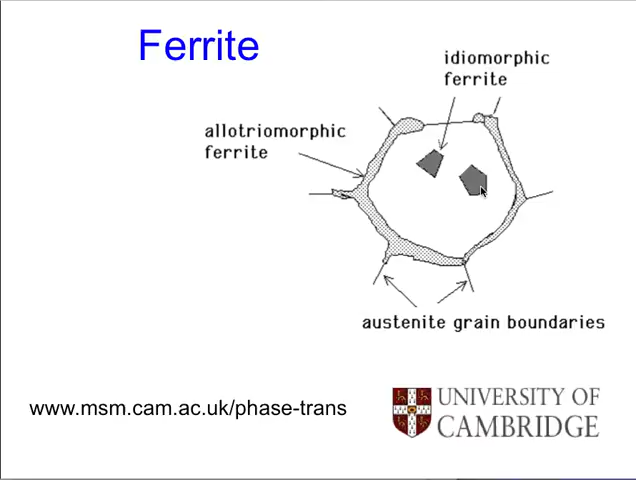 Ferrite
idiomorphic
ferrite
allotriomorphic
ferrite
austenite grain boundaries
www.msm.cam.ac.uk/phase-trans
UNIVERSITY OF
CAMBRIDGE